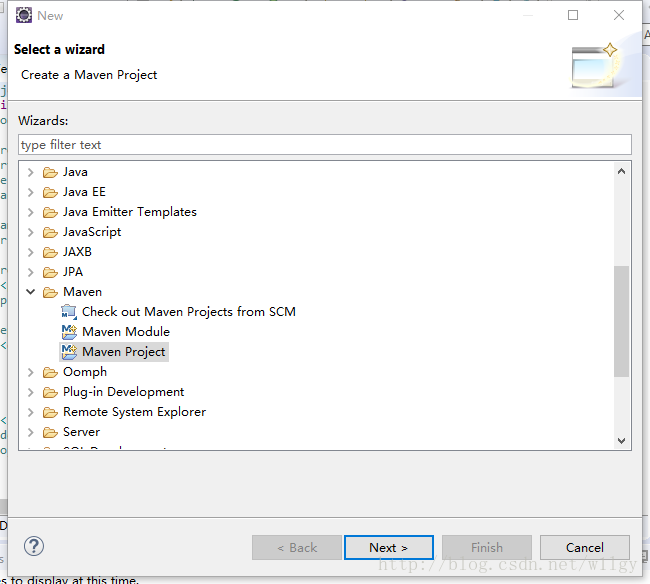 New
Select a wizard
Create a Maven Project
Wizards:
type filter text
Java
Java EE
Java Emitter Templates
JavaScript
JAXB
JPA
Maven
Check out Maven Projects from SCM
Maven Module
Maven Project
Oomph
Plug-in Development
Remote System Explorer
Server
< Back
Next >
Finish
Cancel
http://blog.csdn.net/wllgy
es to display at this time.